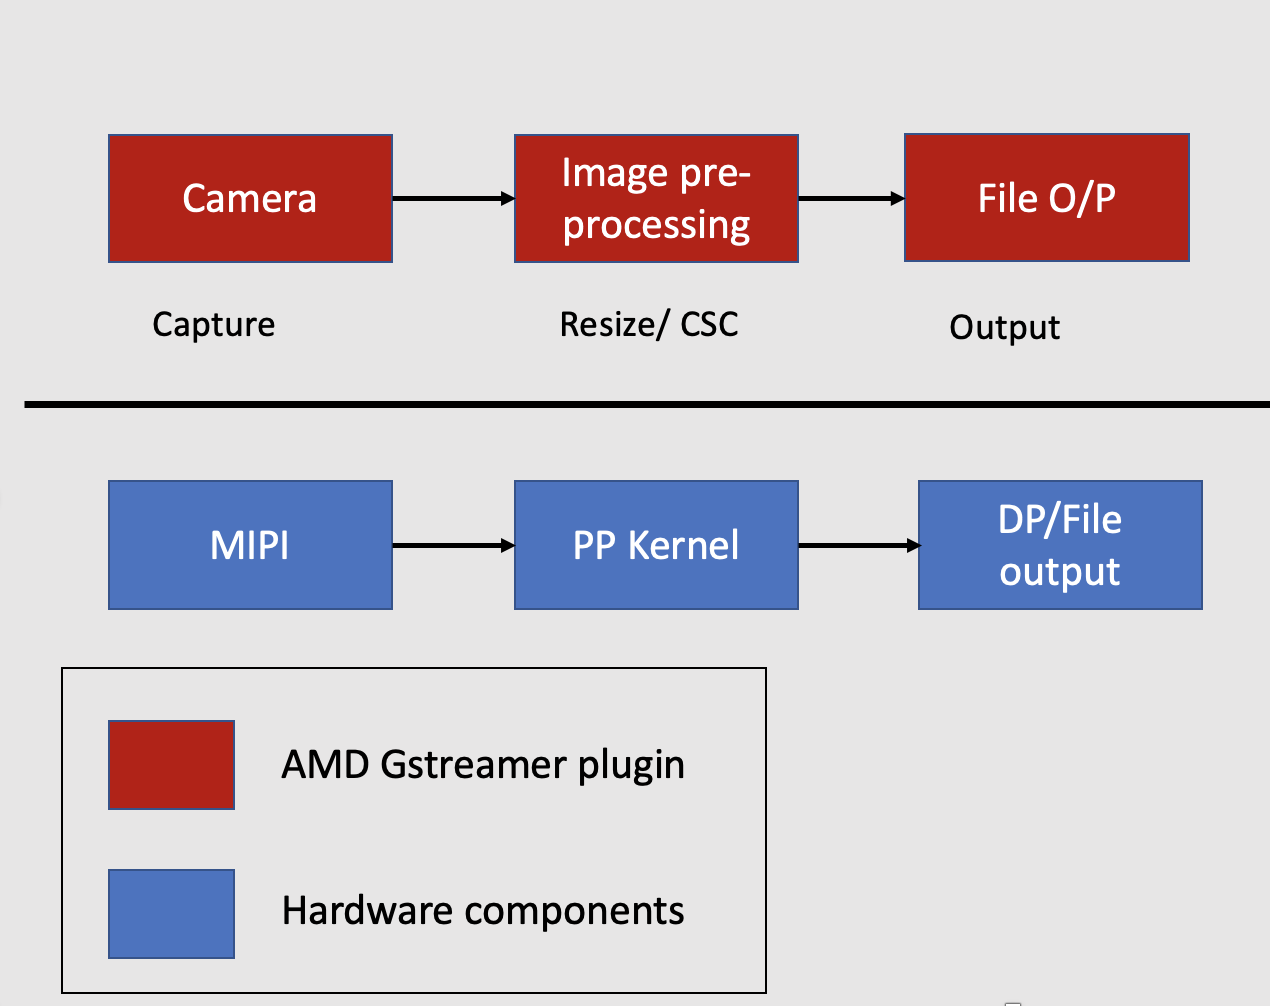 Camera
Image pre-
processing
File O/P
Capture
Resize/ CSC
Output
MIPI
PP Kernel
DP/File
output
AMD Gstreamer plugin
Hardware components